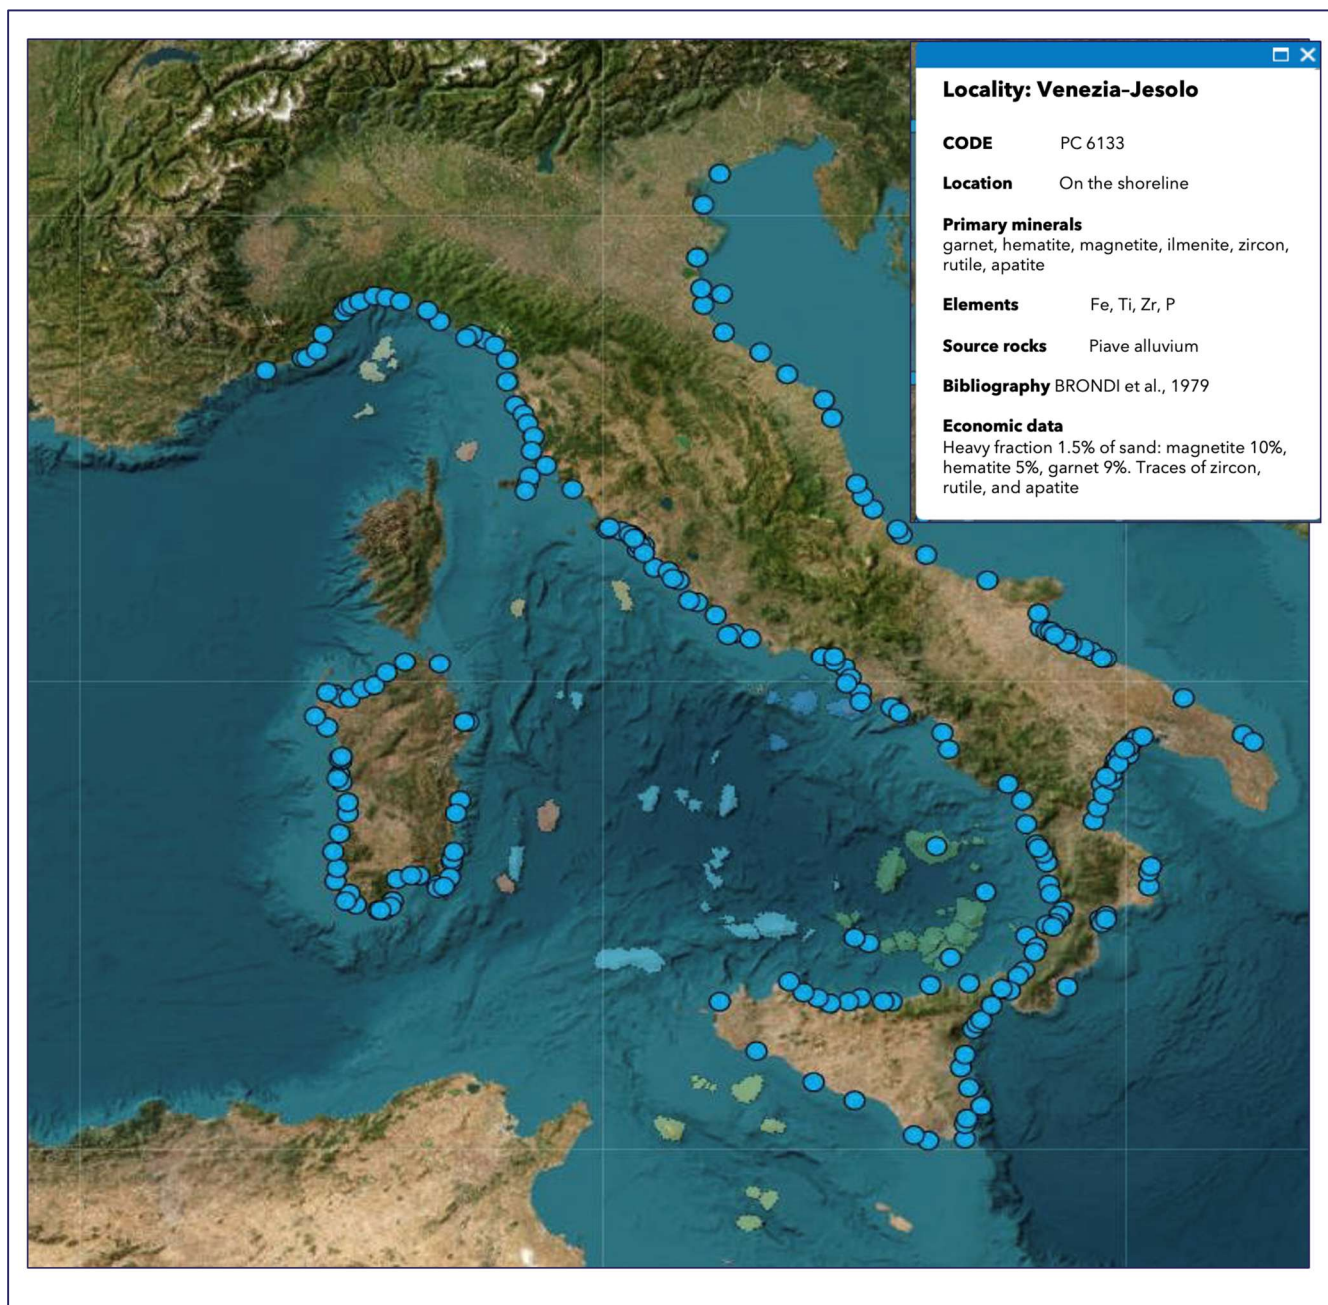 Locality: Venezia–Jesolo
CODE PC 6133
Location On the shoreline
Primary minerals
garnet, hematite, magnetite, ilmenite, zircon,
rutile, apatite
Elements Fe, Ti, Zr, P
Source rocks Piave alluvium
Bibliography BRONDI et al., 1979
Economic data
Heavy fraction 1.5% of sand: magnetite 10%,
hematite 5%, garnet 9%. Traces of zircon,
rutile, and apatite